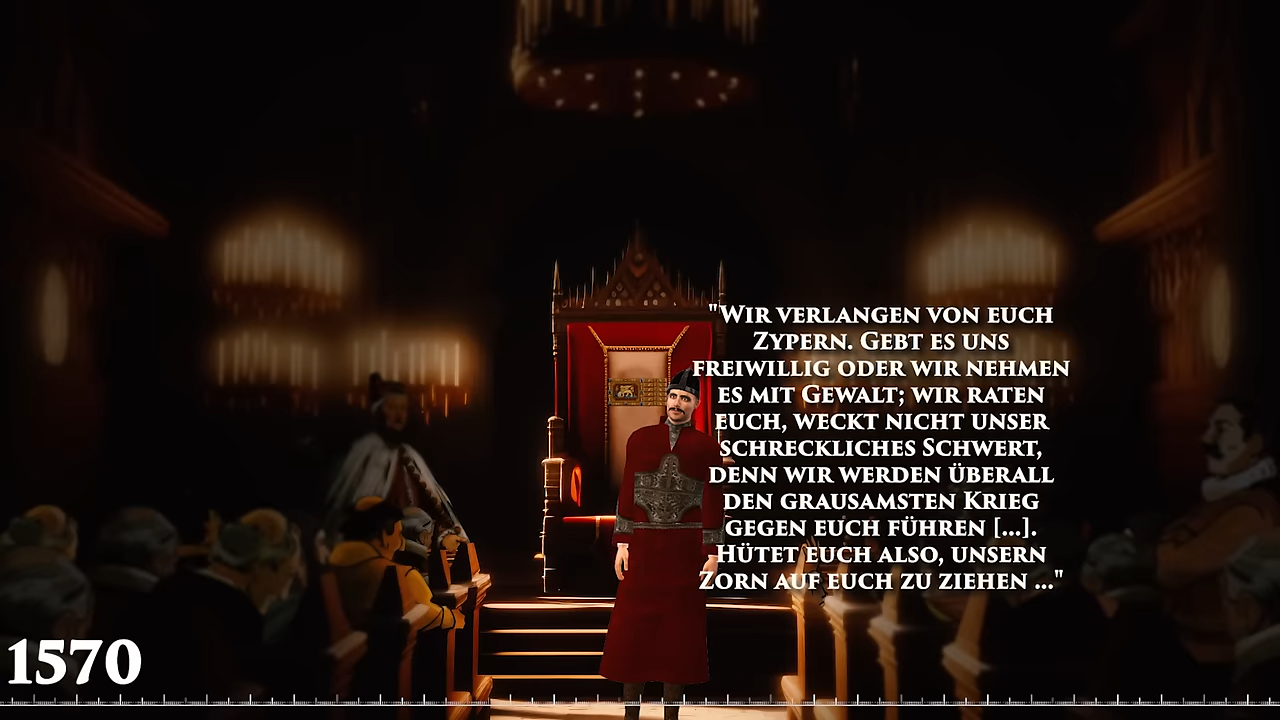 "Wir verlangen von euch
Zypern. Gebt es uns
freiwillig oder wir nehmen
es mit Gewalt; wir raten
euch, weckt nicht unser
schreckliches Schwert,
denn wir werden überall
den grausamsten Krieg
gegen euch führen [...].
Hütet euch also, unsern
Zorn auf euch zu ziehen ..."
1570